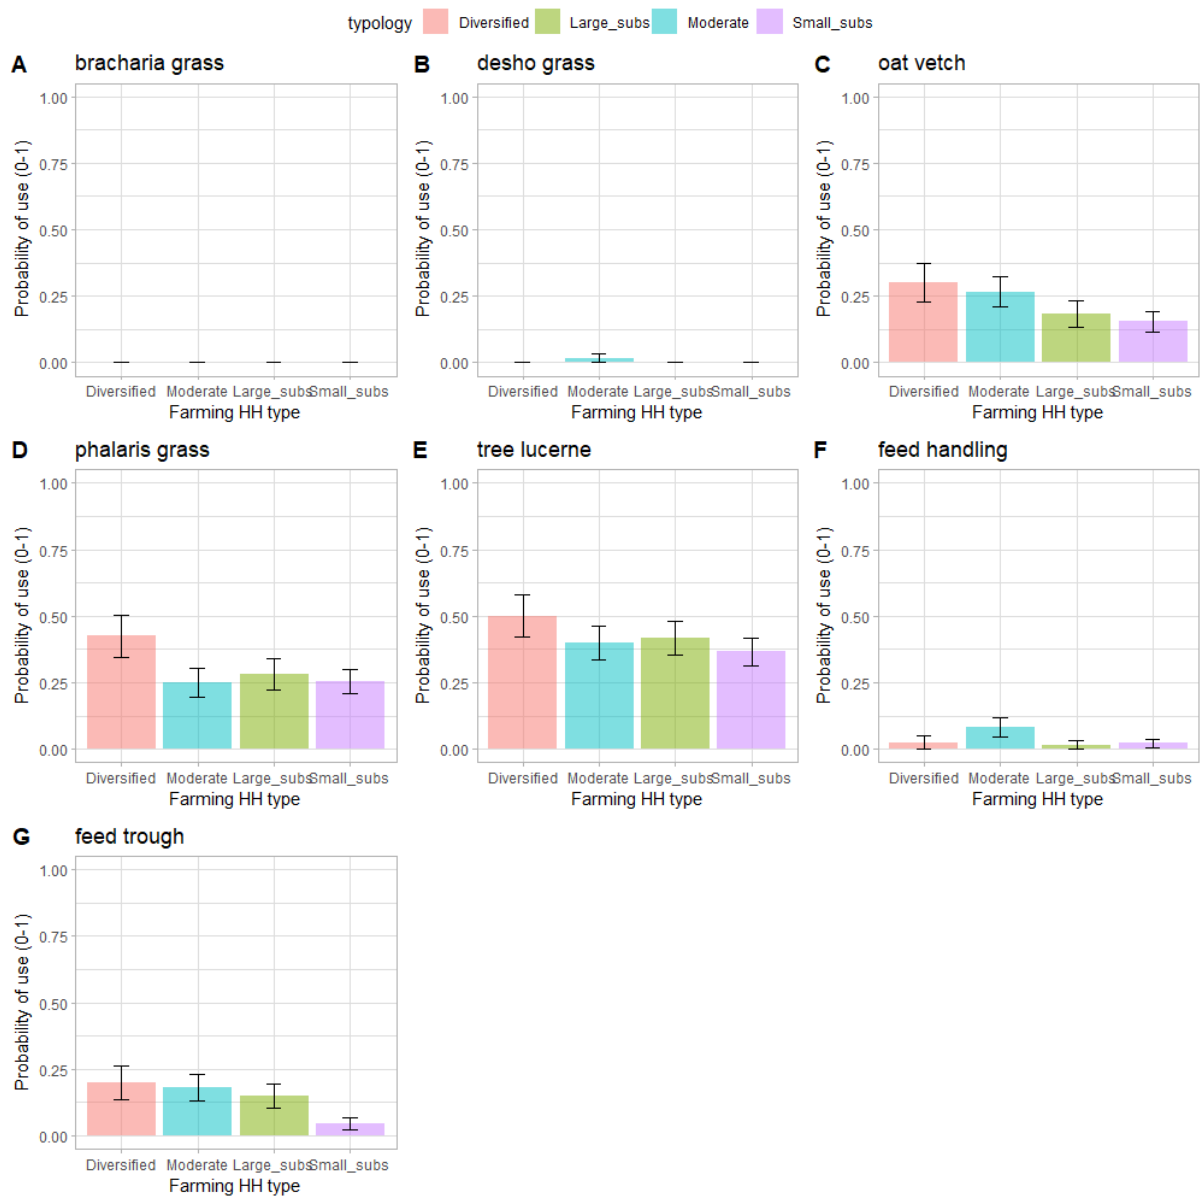 typology Diversified Large_subs Moderate Small_subs
A bracharia grass
1.00
0.75
0.50
0.25
0.00
Probability of use (0-1)
Diversified Moderate Large_subs Small_subs
Farming HH type
B desho grass
1.00
0.75
0.50
0.25
0.00
Probability of use (0-1)
Diversified Moderate Large_subs Small_subs
Farming HH type
C oat vetch
1.00
0.75
0.50
0.25
0.00
Probability of use (0-1)
Diversified Moderate Large_subs Small_subs
Farming HH type
D phalaris grass
1.00
0.75
0.50
0.25
0.00
Probability of use (0-1)
Diversified Moderate Large_subs Small_subs
Farming HH type
E tree lucerne
1.00
0.75
0.50
0.25
0.00
Probability of use (0-1)
Diversified Moderate Large_subs Small_subs
Farming HH type
F feed handling
1.00
0.75
0.50
0.25
0.00
Probability of use (0-1)
Diversified Moderate Large_subs Small_subs
Farming HH type
G feed trough
1.00
0.75
0.50
0.25
0.00
Probability of use (0-1)
Diversified Moderate Large_subs Small_subs
Farming HH type